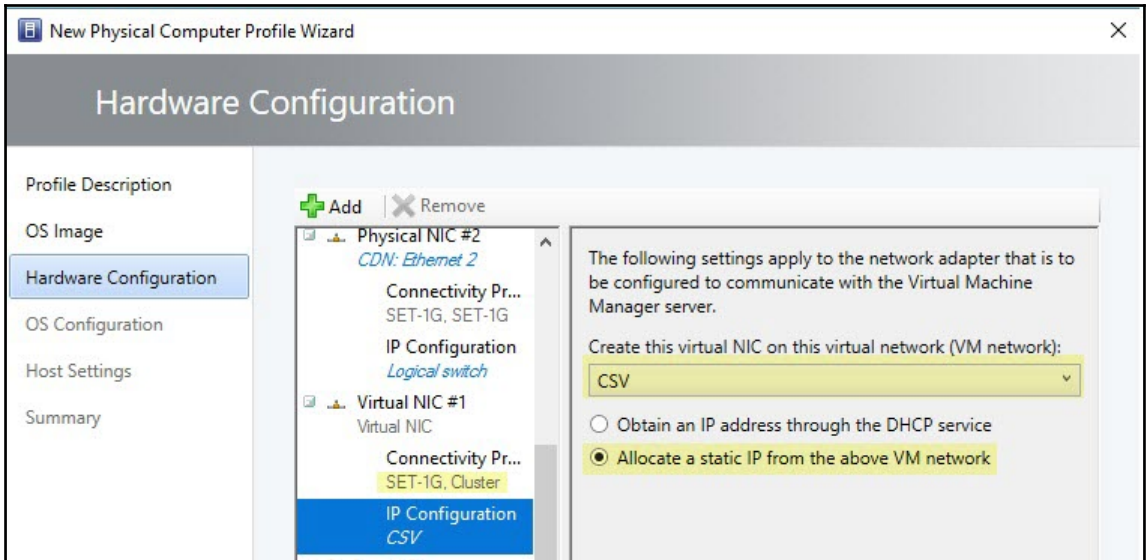 New Physical Computer Profile Wizard
Hardware Configuration
Profile Description
OS Image
Hardware Configuration
OS Configuration
Host Settings
Summary
Add
Remove
Physical NIC #2
CDN: Ethernet 2
Connectivity Pr...
SET-1G, SET-1G
IP Configuration
Logical switch
Virtual NIC #1
Virtual NIC
Connectivity Pr...
SET-1G, Cluster
IP Configuration
CSV
The following settings apply to the network adapter that is to
be configured to communicate with the Virtual Machine
Manager server.
Create this virtual NIC on this virtual network (VM network):
CSV
Obtain an IP address through the DHCP service
Allocate a static IP from the above VM network